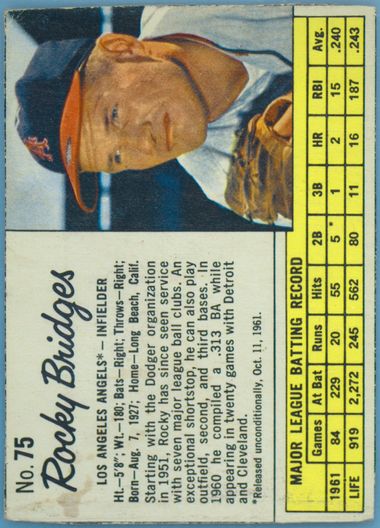 No. 75
Rocky Bridges
LOS ANGELES ANGELS* — INFIELDER
Ht.—5'8"; Wt.—180; Bats—Right; Throws—Right;
Born—Aug. 7, 1927; Home—Long Beach, Calif.
Starting with the Dodger organization
in 1951, Rocky has since seen service
with seven major league ball clubs. An
exceptional shortstop, he can also play
outfield, second, and third bases. In
1960 he compiled a .313 BA while
appearing in twenty games with Detroit
and Cleveland.
*Released unconditionally, Oct. 11, 1961.
MAJOR LEAGUE BATTING RECORD
Games At Bat Runs Hits 2B 3B HR RBI Avg.
1961 84 229 20 55 5 1 2 15 .240
LIFE 919 2,272 245 562 80 11 16 187 .243